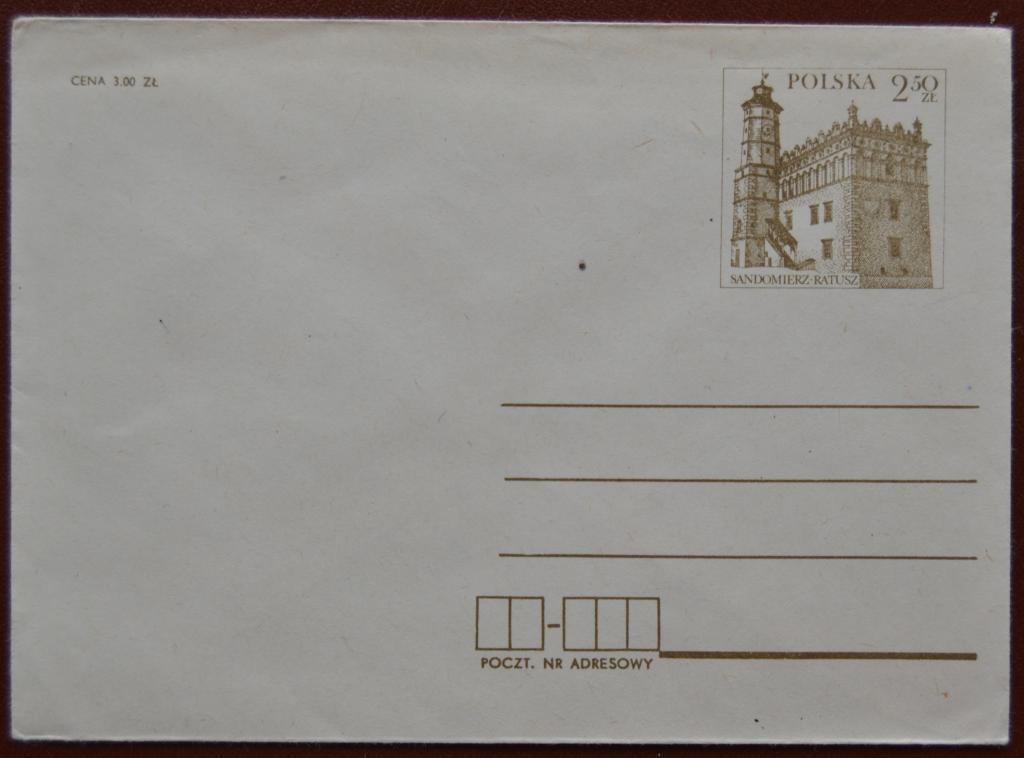 CENA 3.00 ZŁ
POLSKA 2 50 ZŁ
SANDOMIERZ-RATUSZ
POCZT. NR ADRESOWY